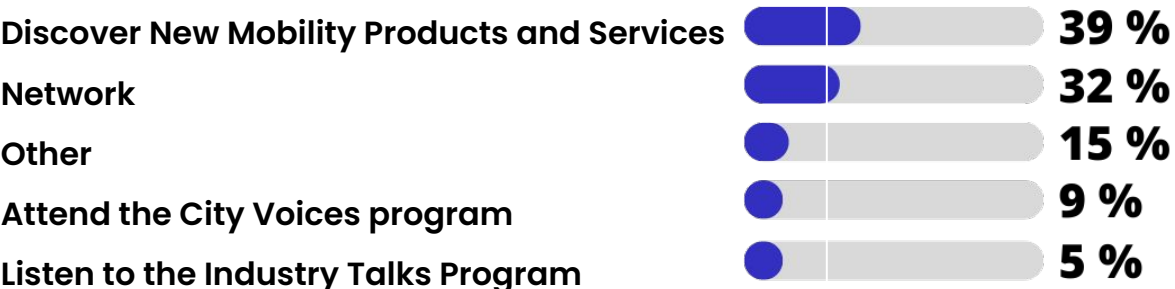 Discover New Mobility Products and Services 39 %
Network 32 %
Other 15 %
Attend the City Voices program 9 %
Listen to the Industry Talks Program 5 %